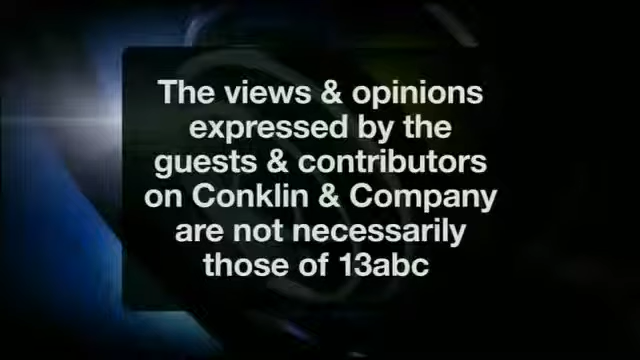 The views & opinions
expressed by the
guests & contributors
on Conklin & Company
are not necessarily
those of 13abc